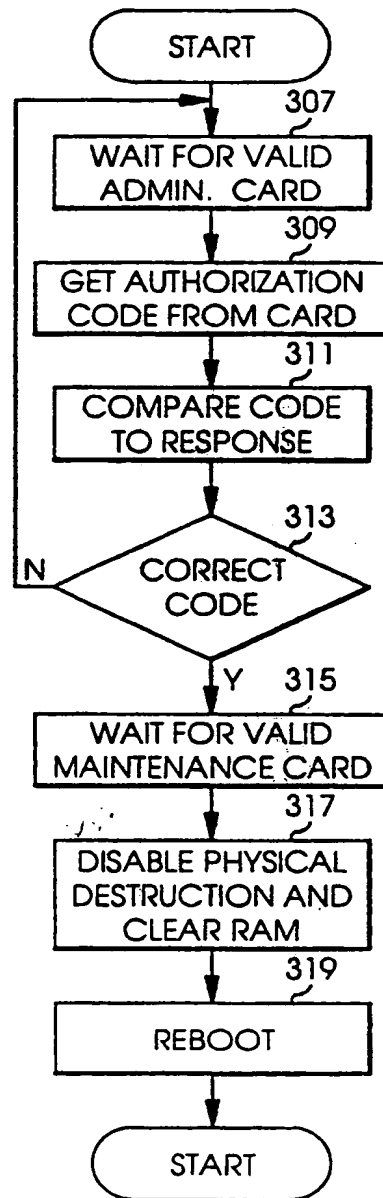 START
307
WAIT FOR VALID
ADMIN. CARD
309
GET AUTHORIZATION
CODE FROM CARD
311
COMPARE CODE
TO RESPONSE
313
CORRECT
CODE
N
Y
315
WAIT FOR VALID
MAINTENANCE CARD
317
DISABLE PHYSICAL
DESTRUCTION AND
CLEAR RAM
319
REBOOT
START